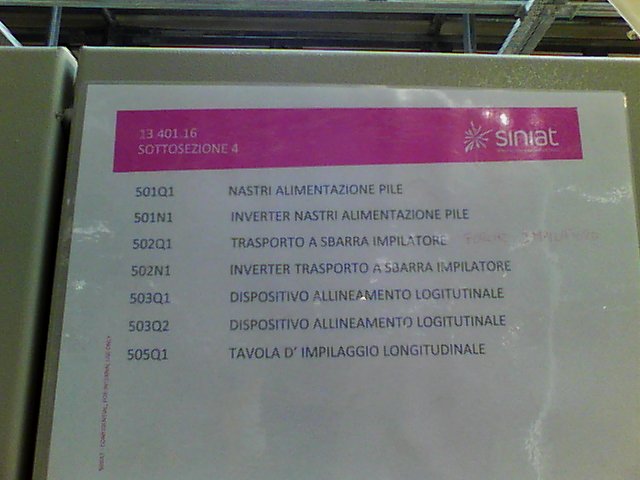 13 401.16
SOTTOSEZIONE 4
siniat
501Q1 NASTRI ALIMENTAZIONE PILE
501N1 INVERTER NASTRI ALIMENTAZIONE PILE
502Q1 TRASPORTO A SBARRA IMPILATORE
502N1 INVERTER TRASPORTO A SBARRA IMPILATORE
503Q1 DISPOSITIVO ALLINEAMENTO LOGITUTINALE
503Q2 DISPOSITIVO ALLINEAMENTO LOGITUTINALE
505Q1 TAVOLA D' IMPILAGGIO LONGITUDINALE